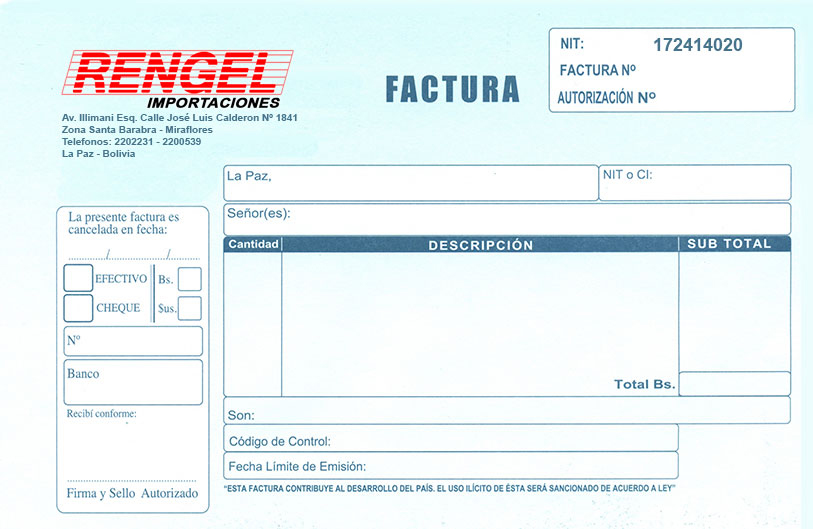 RENGEL
IMPORTACIONES
Av. Illimani Esq. Calle José Luis Calderon Nº 1841
Zona Santa Barabra - Miraflores
Telefonos: 2202231 - 2200539
La Paz - Bolivia
FACTURA
NIT: 172414020
FACTURA Nº
AUTORIZACIÓN Nº
La Paz,
NIT o CI:
Señor(es):
Cantidad DESCRIPCIÓN SUB TOTAL
Total Bs.
Son:
Código de Control:
Fecha Límite de Emisión:
"ESTA FACTURA CONTRIBUYE AL DESARROLLO DEL PAÍS. EL USO ILÍCITO DE ÉSTA SERÁ SANCIONADO DE ACUERDO A LEY"
La presente factura es
cancelada en fecha:
............/............/............
EFECTIVO Bs.
CHEQUE $us.
Nº
Banco
Recibí conforme:
Firma y Sello Autorizado